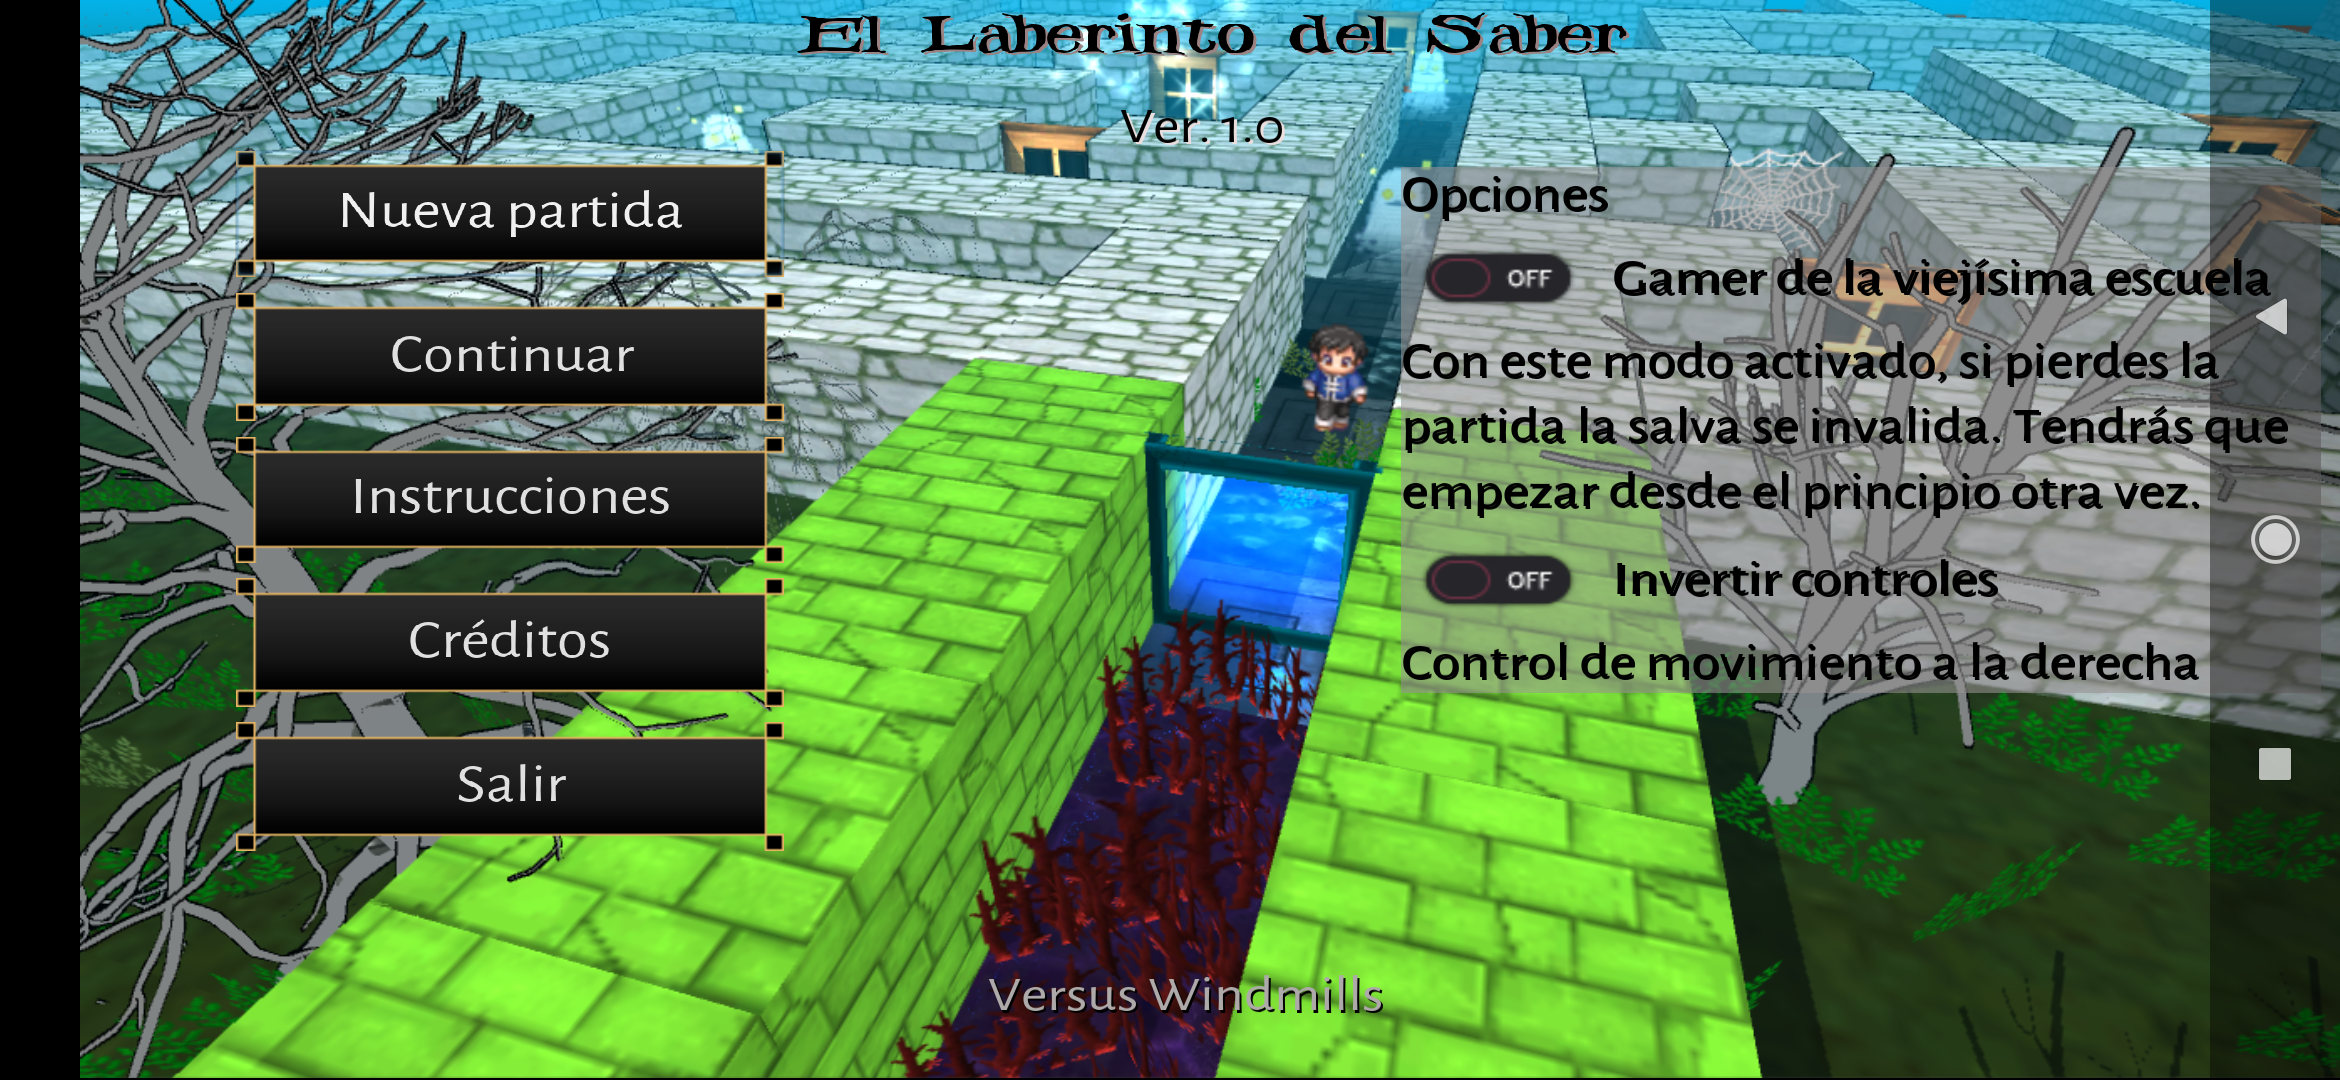 El Laberinto del Saber
Ver. 1.0
Nueva partida
Continuar
Instrucciones
Créditos
Salir
Opciones
OFF Gamer de la viejísima escuela
Con este modo activado, si pierdes la
partida la salva se invalida. Tendrás que
empezar desde el principio otra vez.
OFF Invertir controles
Control de movimiento a la derecha
Versus Windmills